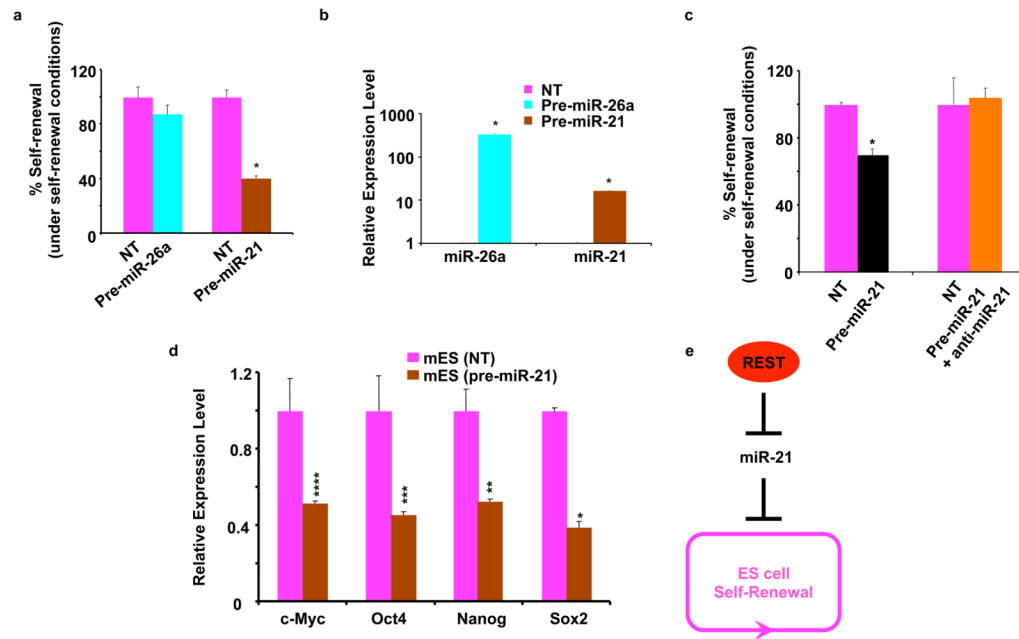 a
% Self-renewal
(under self-renewal conditions)
120
80
40
0
NT
Pre-miR-26a
NT
Pre-miR-21
*
b
Relative Expression Level
1000
100
10
1
NT
Pre-miR-26a
Pre-miR-21
*
*
miR-26a
miR-21
c
% Self-renewal
(under self-renewal conditions)
120
80
40
0
*
NT
Pre-miR-21
NT
Pre-miR-21
+ anti-miR-21
d
mES (NT)
mES (pre-miR-21)
Relative Expression Level
1.2
0.8
0.4
0
****
***
**
*
c-Myc
Oct4
Nanog
Sox2
e
REST
miR-21
ES cell
Self-Renewal